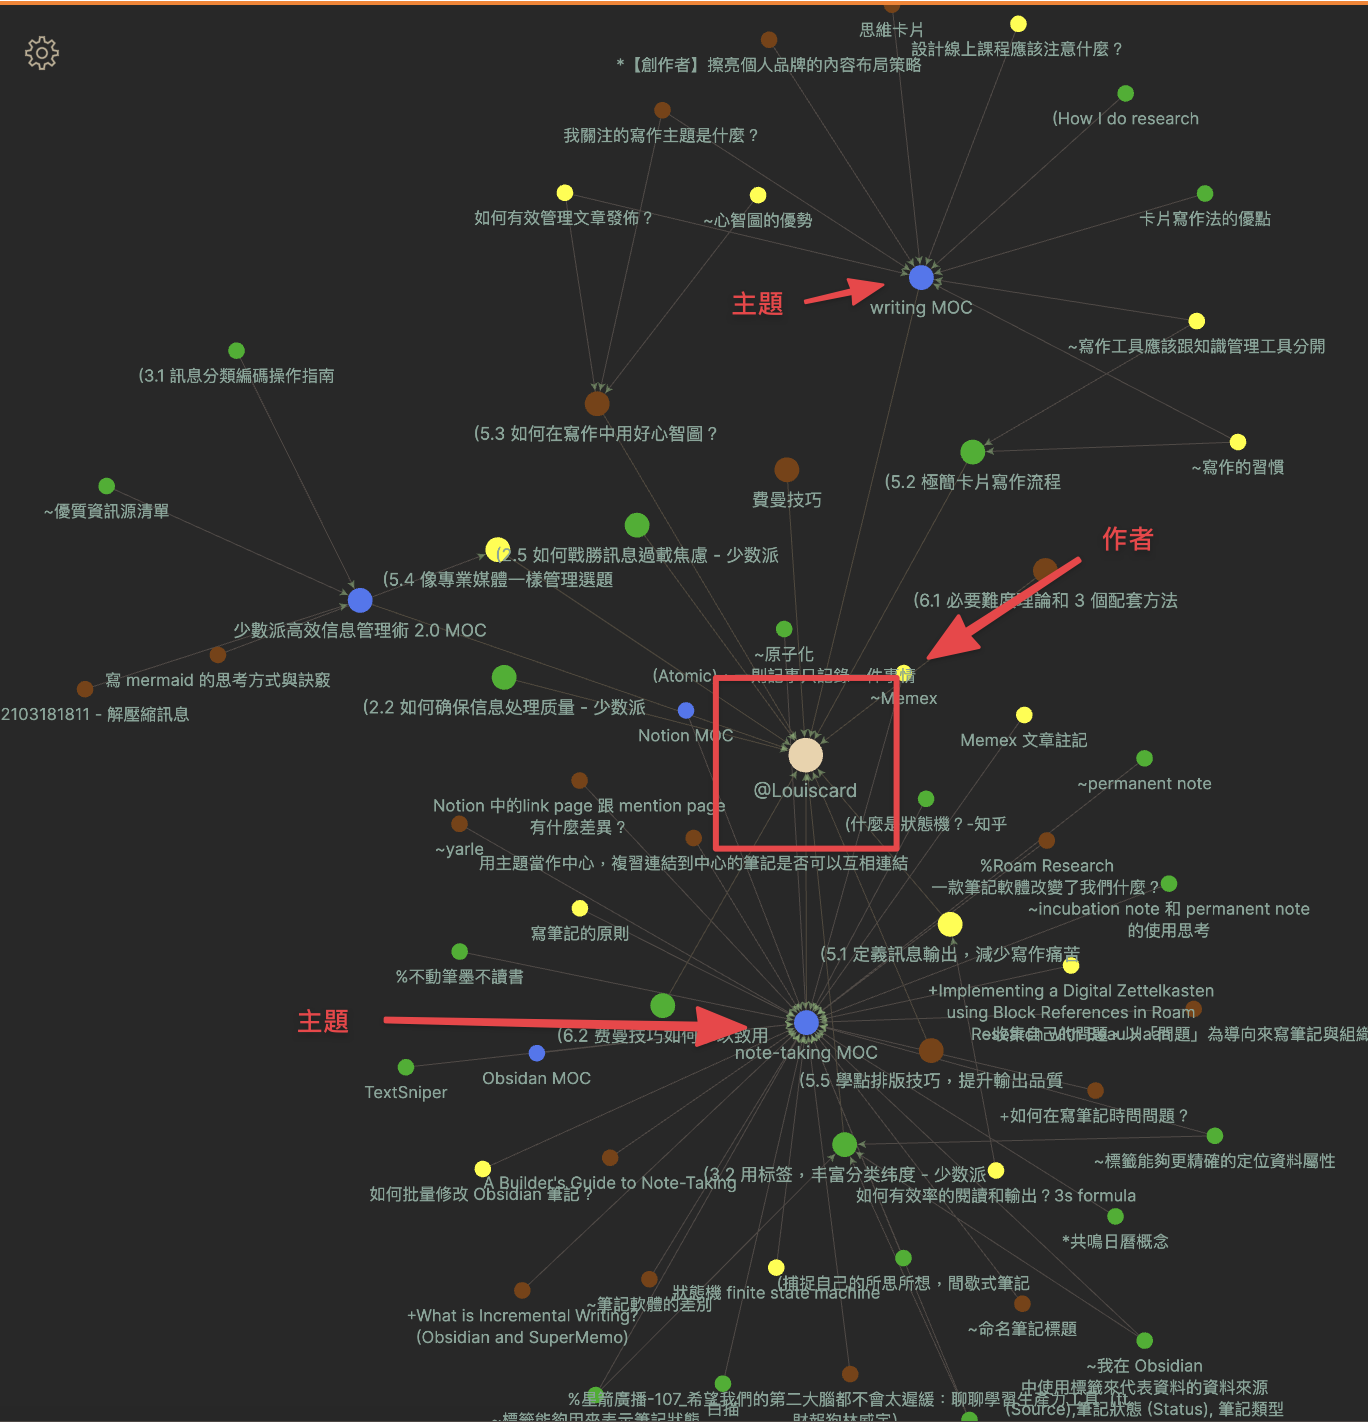 思維卡片
設計線上課程應該注意什麼？
*【創作者】擦亮個人品牌的內容布局策略
(How I do research
我關注的寫作主題是什麼？
如何有效管理文章發佈？
~心智圖的優勢
卡片寫作法的優點
主題
writing MOC
~寫作工具應該跟知識管理工具分開
(3.1 訊息分類編碼操作指南
(5.3 如何在寫作中用好心智圖？
~寫作的習慣
(5.2 極簡卡片寫作流程
費曼技巧
~優質資訊源清單
作者
(2.5 如何戰勝訊息過載焦慮 - 少数派
(5.4 像專業媒體一樣管理選題
(6.1 必要難度理論和 3 個配套方法
少數派高效信息管理術 2.0 MOC
~原子化
(Atomic) 一則記事只記錄一件事情
寫 mermaid 的思考方式與訣竅
~Memex
2103181811 - 解壓縮訊息
(2.2 如何确保信息处理质量 - 少数派
Notion MOC
Memex 文章註記
~permanent note
@Louiscard
Notion 中的link page 跟 mention page
有什麼差異？
(什麼是狀態機？-知乎
~yarle
用主題當作中心，複習連結到中心的筆記是否可以互相連結
%Roam Research
一款筆記軟體改變了我們什麼？
~incubation note 和 permanent note
的使用思考
寫筆記的原則
(5.1 定義訊息輸出，減少寫作痛苦
%不動筆墨不讀書
+Implementing a Digital Zettelkasten
using Block References in Roam
主題
(6.2 费曼技巧如何 以致用
~收集自己的問題，以「問題」為導向來寫筆記與組織
note-taking MOC
Obsidan MOC
(5.5 學點排版技巧，提升輸出品質
TextSniper
+如何在寫筆記時問問題？
~標籤能夠更精確的定位資料屬性
(3.2 用标签，丰富分类纬度 - 少数派
A Builder's Guide to Note-Taking
如何批量修改 Obsidian 筆記？
如何有效率的閱讀和輸出？3s formula
*共鳴日曆概念
(捕捉自己的所思所想，間歇式筆記
狀態機 finite state machine
~筆記軟體的差別
+What is Incremental Writing?
(Obsidian and SuperMemo)
~命名筆記標題
~我在 Obsidian
中使用標籤來代表資料的資料來源
(Source),筆記狀態 (Status), 筆記類型
%星箭廣播-107_希望我們的第二大腦都不會太遲緩：聊聊學習生產力工具
白描
~標籤能夠用來表示筆記狀態